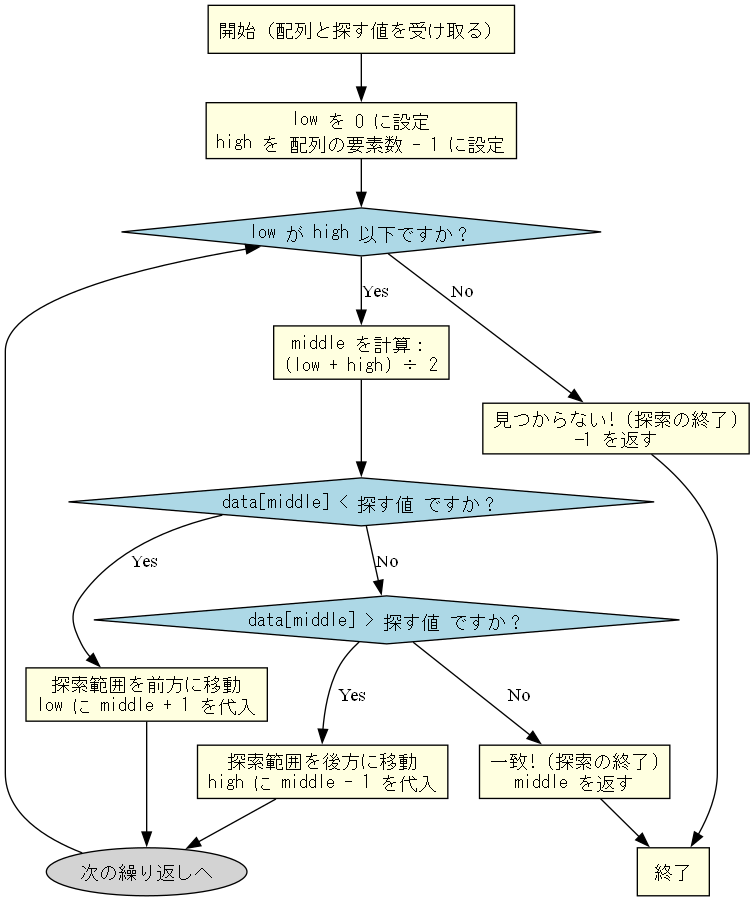 開始（配列と探す値を受け取る）
low を 0 に設定
high を 配列の要素数 - 1 に設定
low が high 以下ですか？
Yes
No
middle を計算：
(low + high) ÷ 2
見つからない！（探索の終了）
-1 を返す
data[middle] < 探す値 ですか？
Yes
No
data[middle] > 探す値 ですか？
探索範囲を前方に移動
low に middle + 1 を代入
Yes
No
探索範囲を後方に移動
high に middle - 1 を代入
一致！（探索の終了）
middle を返す
次の繰り返しへ
終了